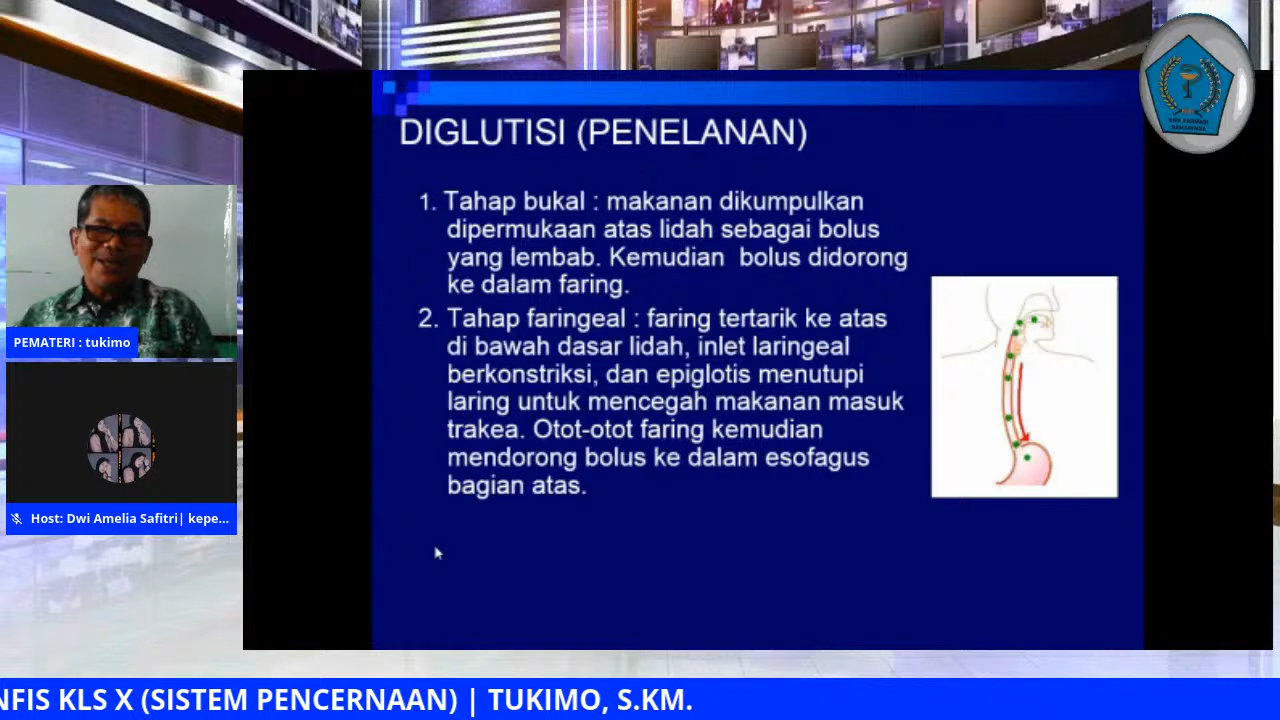 DIGLUTISI (PENELANAN)
1. Tahap bukal : makanan dikumpulkan
dipermukaan atas lidah sebagai bolus
yang lembab. Kemudian bolus didorong
ke dalam faring.
2. Tahap faringeal : faring tertarik ke atas
di bawah dasar lidah, inlet laringeal
berkonstriksi, dan epiglotis menutupi
laring untuk mencegah makanan masuk
trakea. Otot-otot faring kemudian
mendorong bolus ke dalam esofagus
bagian atas.
PEMATERI : tukimo
Host: Dwi Amelia Safitri| kepe...
NFIS KLS X (SISTEM PENCERNAAN) | TUKIMO, S.KM.